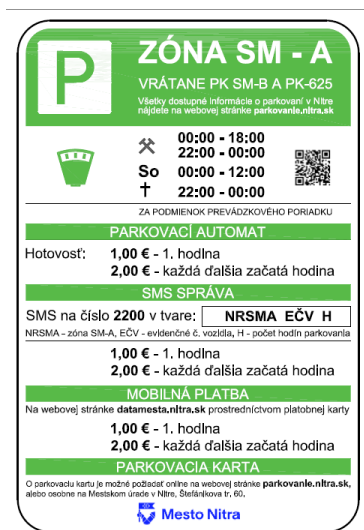 P
ZÓNA SM - A
VRÁTANE PK SM-B A PK-625
Všetky dostupné informácie o parkovaní v Nitre
nájdete na webovej stránke parkovanie.nitra.sk
00:00 - 18:00
22:00 - 00:00
So 00:00 - 12:00
22:00 - 00:00
ZA PODMIENOK PREVÁDZKOVÉHO PORIADKU
PARKOVACÍ AUTOMAT
Hotovosť: 1,00 € - 1. hodina
2,00 € - každá ďalšia začatá hodina
SMS SPRÁVA
SMS na číslo 2200 v tvare: NRSMA EČV H
NRSMA - zóna SM-A, EČV - evidenčné č. vozidla, H - počet hodín parkovania
1,00 € - 1. hodina
2,00 € - každá ďalšia začatá hodina
MOBILNÁ PLATBA
Na webovej stránke datamesta.nitra.sk prostredníctvom platobnej karty
1,00 € - 1. hodina
2,00 € - každá ďalšia začatá hodina
PARKOVACIA KARTA
O parkovaciu kartu je možné požiadať online na webovej stránke parkovanie.nitra.sk,
alebo osobne na Mestskom úrade v Nitre, Štefánikova tr. 60.
Mesto Nitra